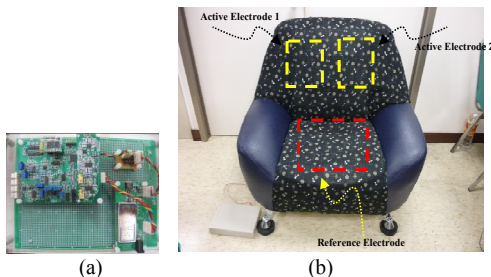 Active Electrode 1
Active Electrode 2
Reference Electrode
(a)
(b)